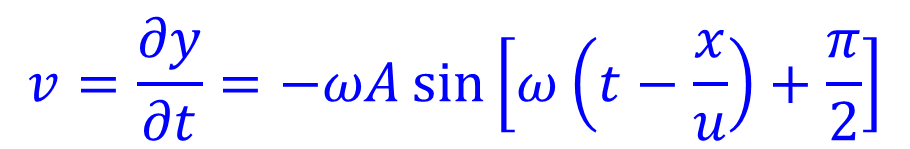 v = ∂y/∂t = −ωA sin [ω (t − x/u) + π/2]